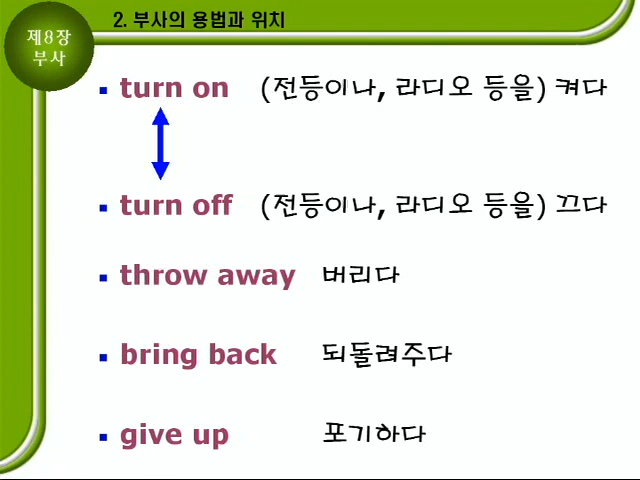 2. 부사의 용법과 위치
제8장
부사
turn on (전등이나, 라디오 등을) 켜다
turn off (전등이나, 라디오 등을) 끄다
throw away 버리다
bring back 되돌려주다
give up 포기하다